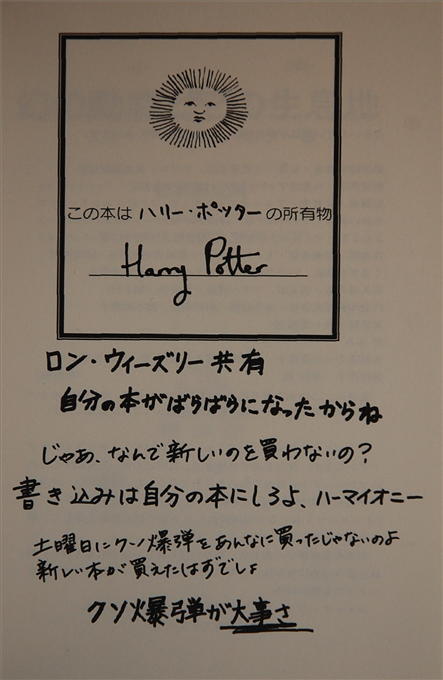 この本は ハリー・ポッター の所有物
Harry Potter
ロン・ウィーズリー共有
自分の本がばらばらになったからね
じゃあ、なんで新しいのを買わないの?
書き込みは自分の本にしろよ、ハーマイオニー
土曜日にクソ爆弾をあんなに買ったじゃないのよ
新しい本が買えたはずでしょ
クソ爆弾が大事さ